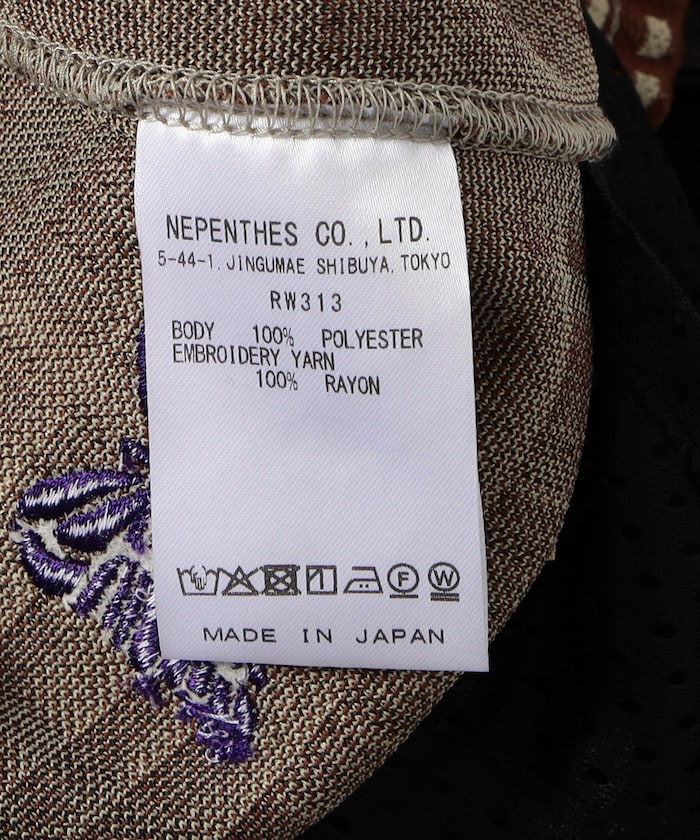 NEPENTHES CO.,LTD.
5-44-1,JINGUMAE SHIBUYA,TOKYO
RW313
BODY 100% POLYESTER
EMBROIDERY YARN
100% RAYON
F W
MADE IN JAPAN